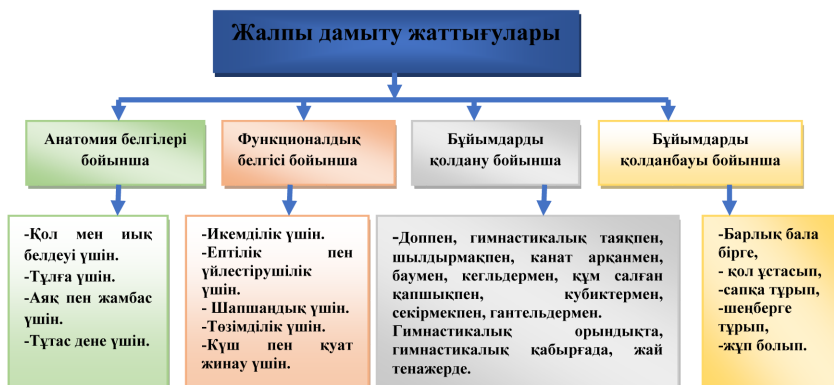 Жалпы дамыту жаттығулары
Анатомия белгілері
бойынша
Функционалдық
белгісі бойынша
Бұйымдарды
қолдану бойынша
Бұйымдарды
қолданбауы бойынша
-Қол мен иық
белдеуі үшін.
-Тұлға үшін.
-Аяқ пен жамбас
үшін.
-Тұтас дене үшін.
-Икемділік үшін.
-Ептілік пен
үйлестірушілік
үшін.
- Шапшаңдық үшін.
-Төзімділік үшін.
-Күш пен қуат
жинау үшін.
-Доппен, гимнастикалық таяқпен,
шылдырмақпен, канат арқанмен,
баумен, кегльдермен, құм салған
қапшықпен, кубиктермен,
секірмекпен, гантельдермен.
Гимнастикалық орындықта,
гимнастикалық қабырғада, жай
тенажерде.
-Барлық бала
бірге,
- қол ұстасып,
-сапқа тұрып,
-шеңберге
тұрып,
-жұп болып.